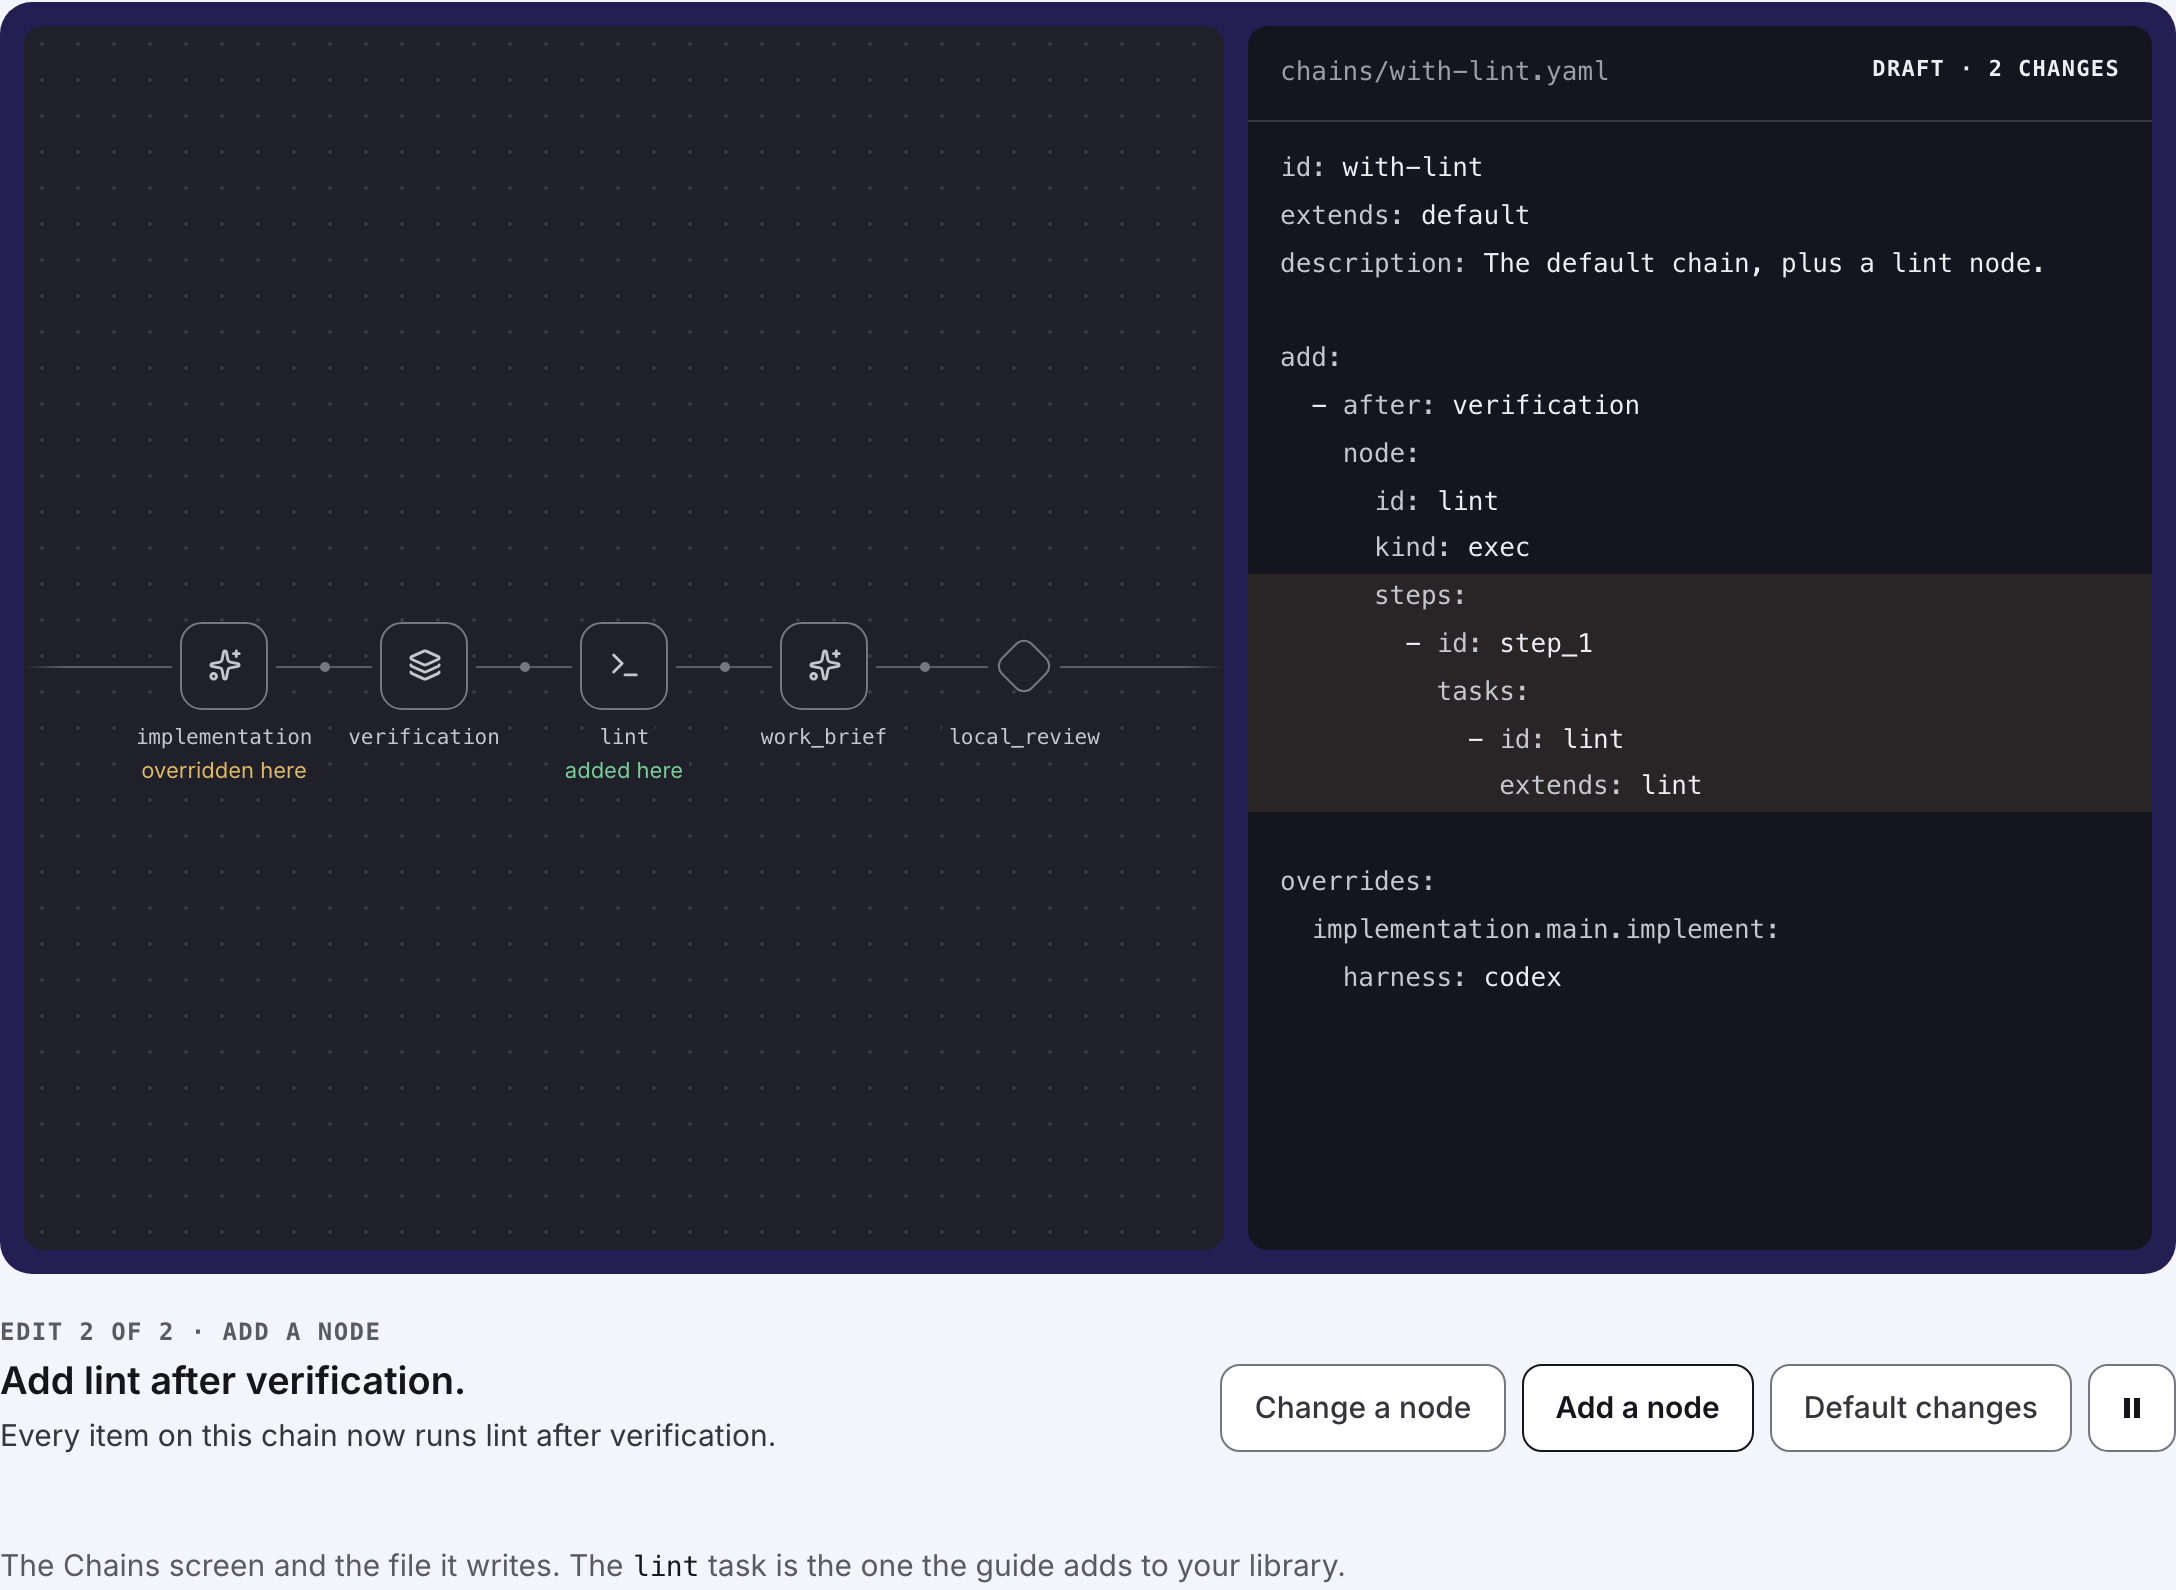 implementation
overridden here
verification
lint
added here
work_brief
local_review
chains/with-lint.yaml
DRAFT · 2 CHANGES
id: with-lint
extends: default
description: The default chain, plus a lint node.
add:
  - after: verification
    node:
      id: lint
      kind: exec
      steps:
        - id: step_1
          tasks:
            - id: lint
              extends: lint
overrides:
  implementation.main.implement:
    harness: codex
EDIT 2 OF 2 · ADD A NODE
Add lint after verification.
Every item on this chain now runs lint after verification.
Change a node
Add a node
Default changes
The Chains screen and the file it writes. The lint task is the one the guide adds to your library.